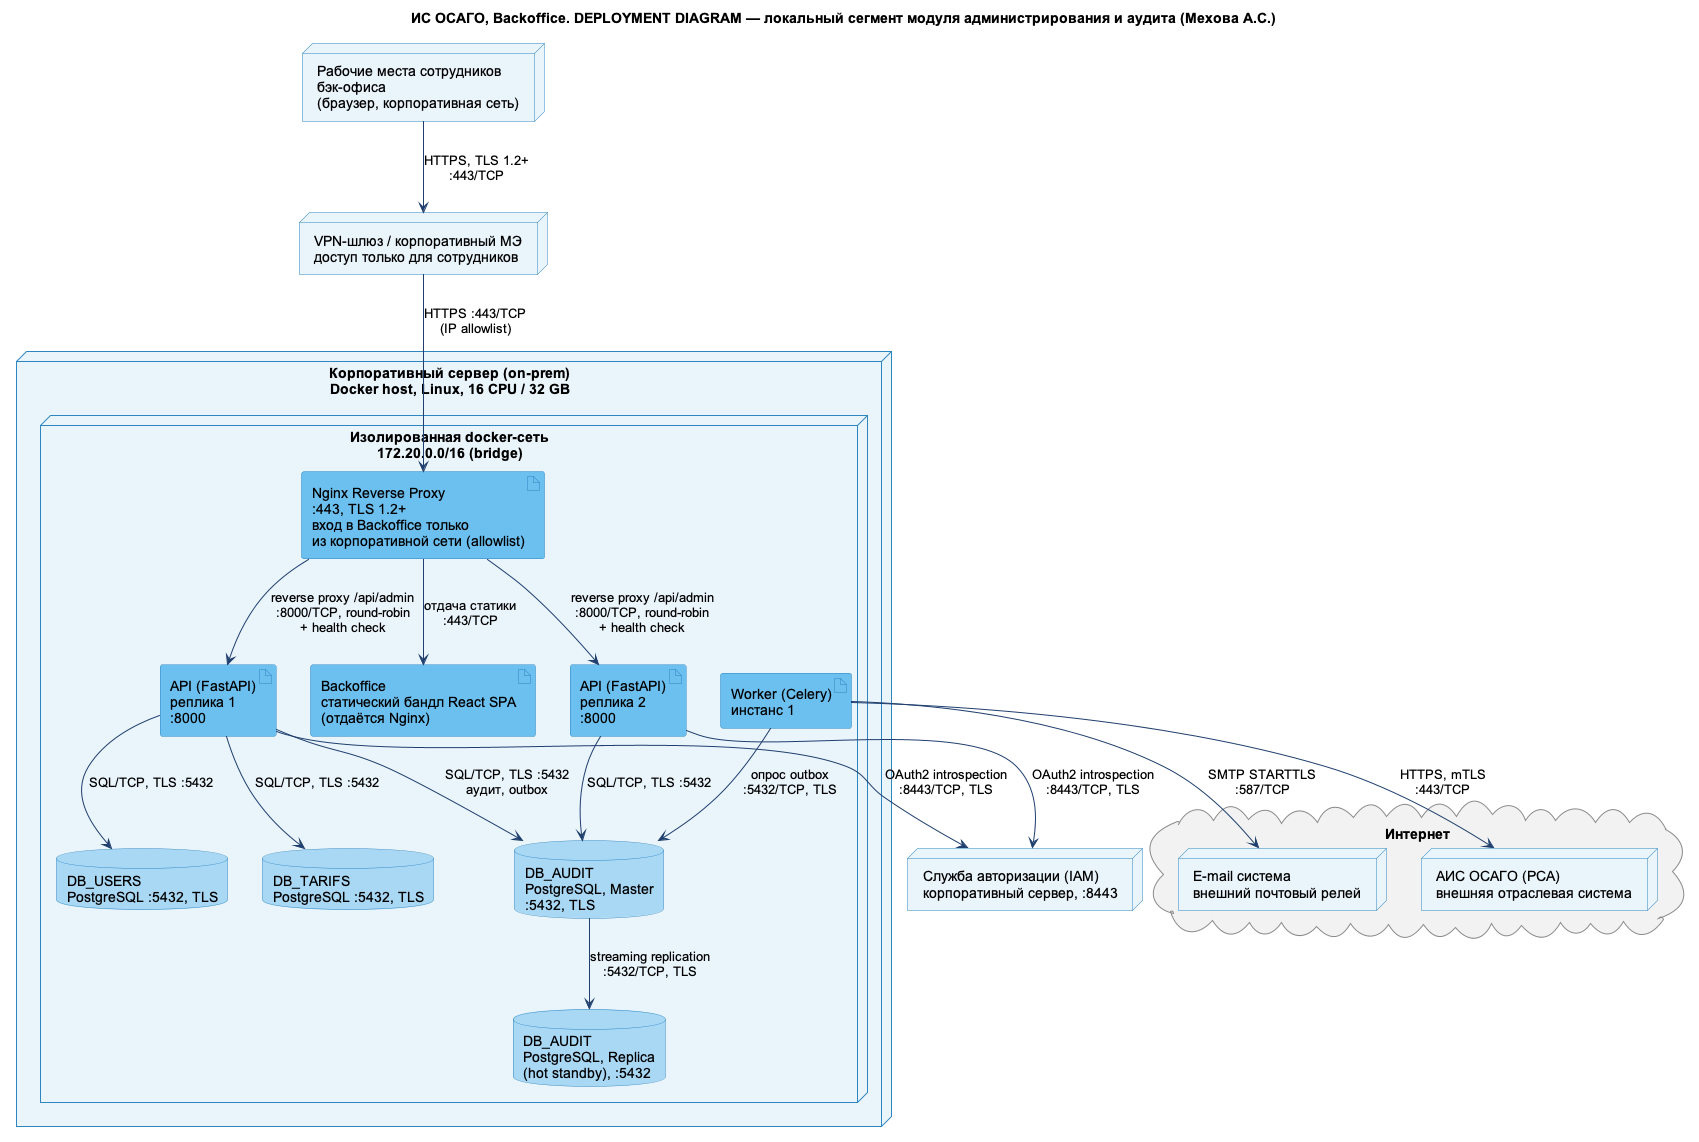 ИС ОСАГО, Backoffice. DEPLOYMENT DIAGRAM — локальный сегмент модуля администрирования и аудита (Мехова А.С.)
Рабочие места сотрудников
бэк-офиса
(браузер, корпоративная сеть)
HTTPS, TLS 1.2+
:443/TCP
VPN-шлюз / корпоративный МЭ
доступ только для сотрудников
HTTPS :443/TCP
(IP allowlist)
Корпоративный сервер (on-prem)
Docker host, Linux, 16 CPU / 32 GB
Изолированная docker-сеть
172.20.0.0/16 (bridge)
Nginx Reverse Proxy
:443, TLS 1.2+
вход в Backoffice только
из корпоративной сети (allowlist)
reverse proxy /api/admin
:8000/TCP, round-robin
+ health check
отдача статики
:443/TCP
reverse proxy /api/admin
:8000/TCP, round-robin
+ health check
API (FastAPI)
реплика 1
:8000
Backoffice
статический бандл React SPA
(отдаётся Nginx)
API (FastAPI)
реплика 2
:8000
Worker (Celery)
инстанс 1
SQL/TCP, TLS :5432
SQL/TCP, TLS :5432
SQL/TCP, TLS :5432
аудит, outbox
SQL/TCP, TLS :5432
опрос outbox
:5432/TCP, TLS
OAuth2 introspection
:8443/TCP, TLS
OAuth2 introspection
:8443/TCP, TLS
SMTP STARTTLS
:587/TCP
HTTPS, mTLS
:443/TCP
Интернет
DB_USERS
PostgreSQL :5432, TLS
DB_TARIFS
PostgreSQL :5432, TLS
DB_AUDIT
PostgreSQL, Master
:5432, TLS
Служба авторизации (IAM)
корпоративный сервер, :8443
E-mail система
внешний почтовый релей
АИС ОСАГО (РСА)
внешняя отраслевая система
streaming replication
:5432/TCP, TLS
DB_AUDIT
PostgreSQL, Replica
(hot standby), :5432